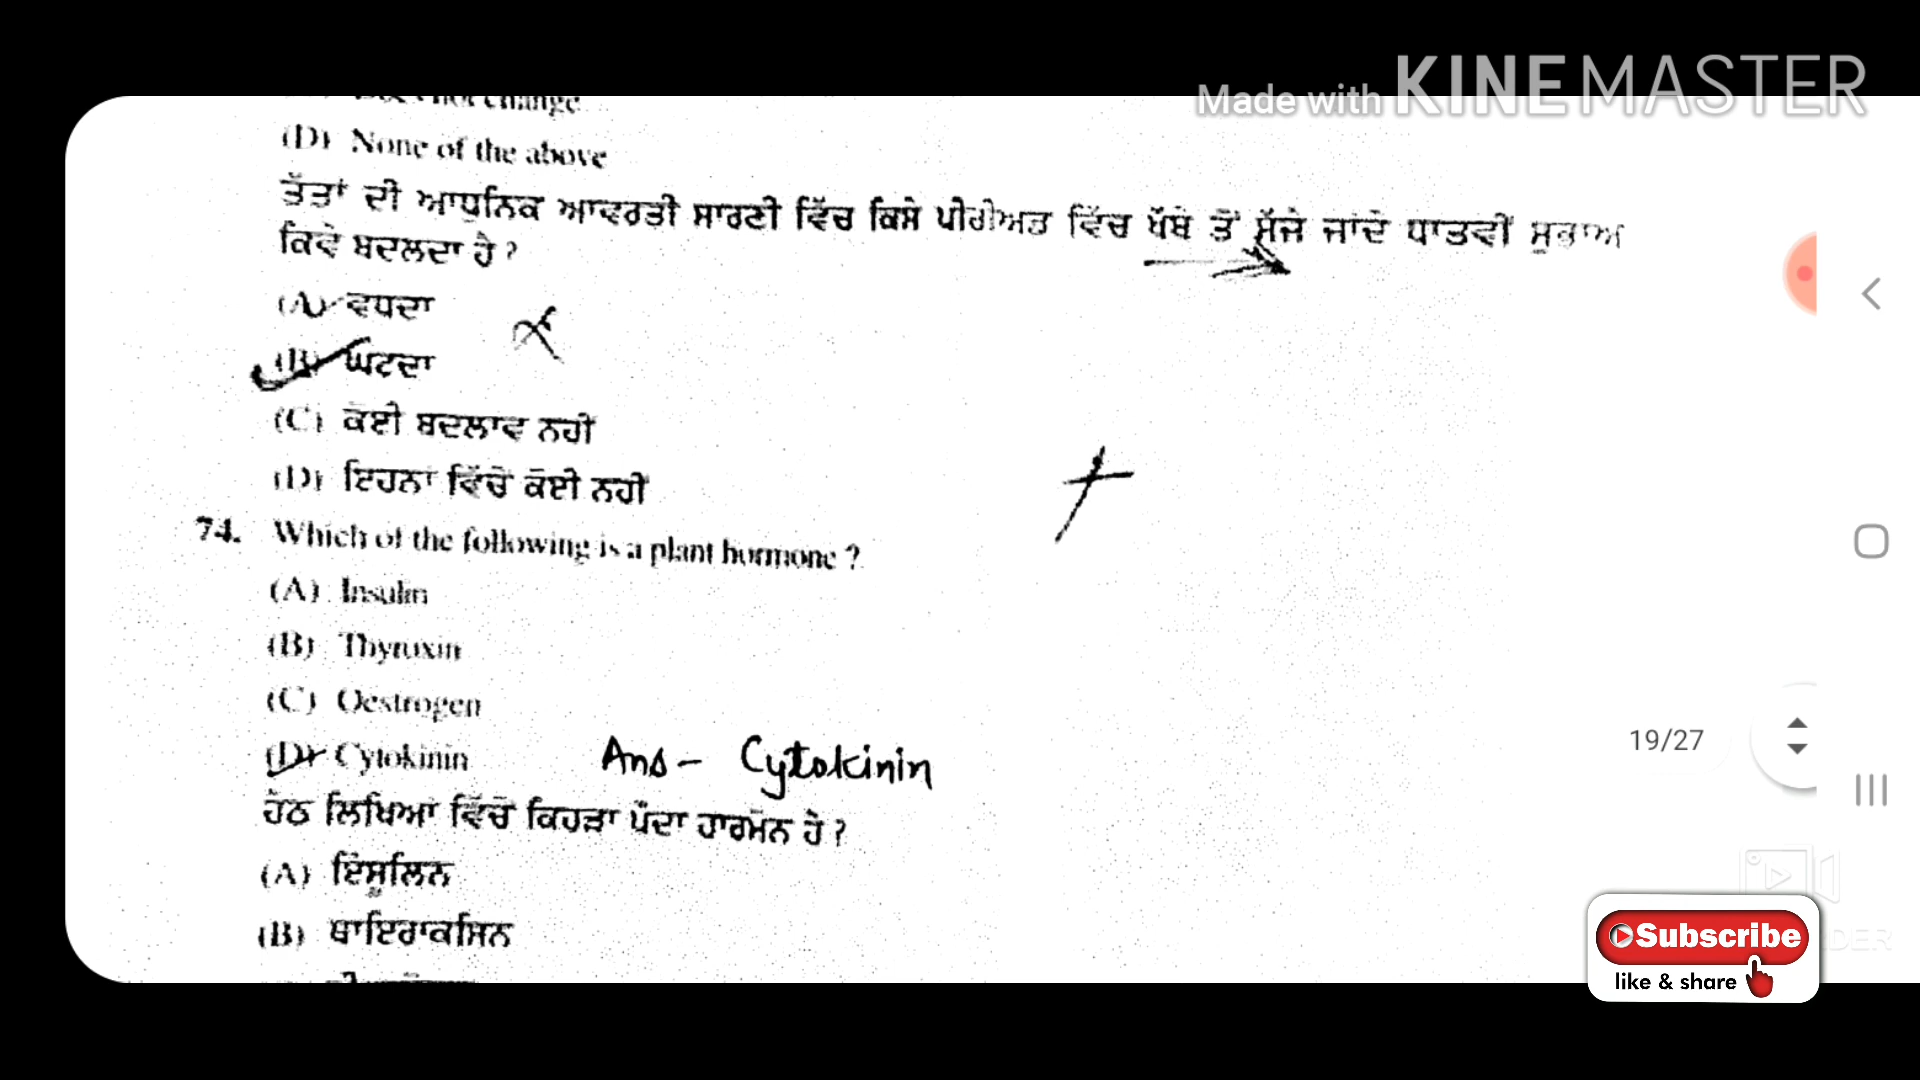 Made with KINEMASTER
not change
(D) None of the above
ਤੱਤਾਂ ਦੀ ਆਧੁਨਿਕ ਆਵਰਤੀ ਸਾਰਣੀ ਵਿੱਚ ਕਿਸੇ ਪੀਰੀਅਡ ਵਿੱਚ ਖੱਬੇ ਤੋਂ ਸੱਜੇ ਜਾਂਦੇ ਧਾਤਵੀਂ ਸੁਭਾਅ
ਕਿਵੇਂ ਬਦਲਦਾ ਹੈ ?
(A) ਵਧਦਾ
(B) ਘਟਦਾ
(C) ਕੋਈ ਬਦਲਾਵ ਨਹੀਂ
(D) ਇਹਨਾਂ ਵਿੱਚੋਂ ਕੋਈ ਨਹੀਂ
74. Which of the following is a plant hormone ?
(A) Insulin
(B) Thyroxin
(C) Oestrogen
(D) Cytokinin Ans - Cytokinin
19/27
ਹੇਠ ਲਿਖਿਆਂ ਵਿੱਚੋਂ ਕਿਹੜਾ ਪੌਦਾ ਹਾਰਮੋਨ ਹੈ ?
(A) ਇੰਸੂਲਿਨ
(B) ਥਾਇਰਾਕਸਿਨ
Subscribe
like & share